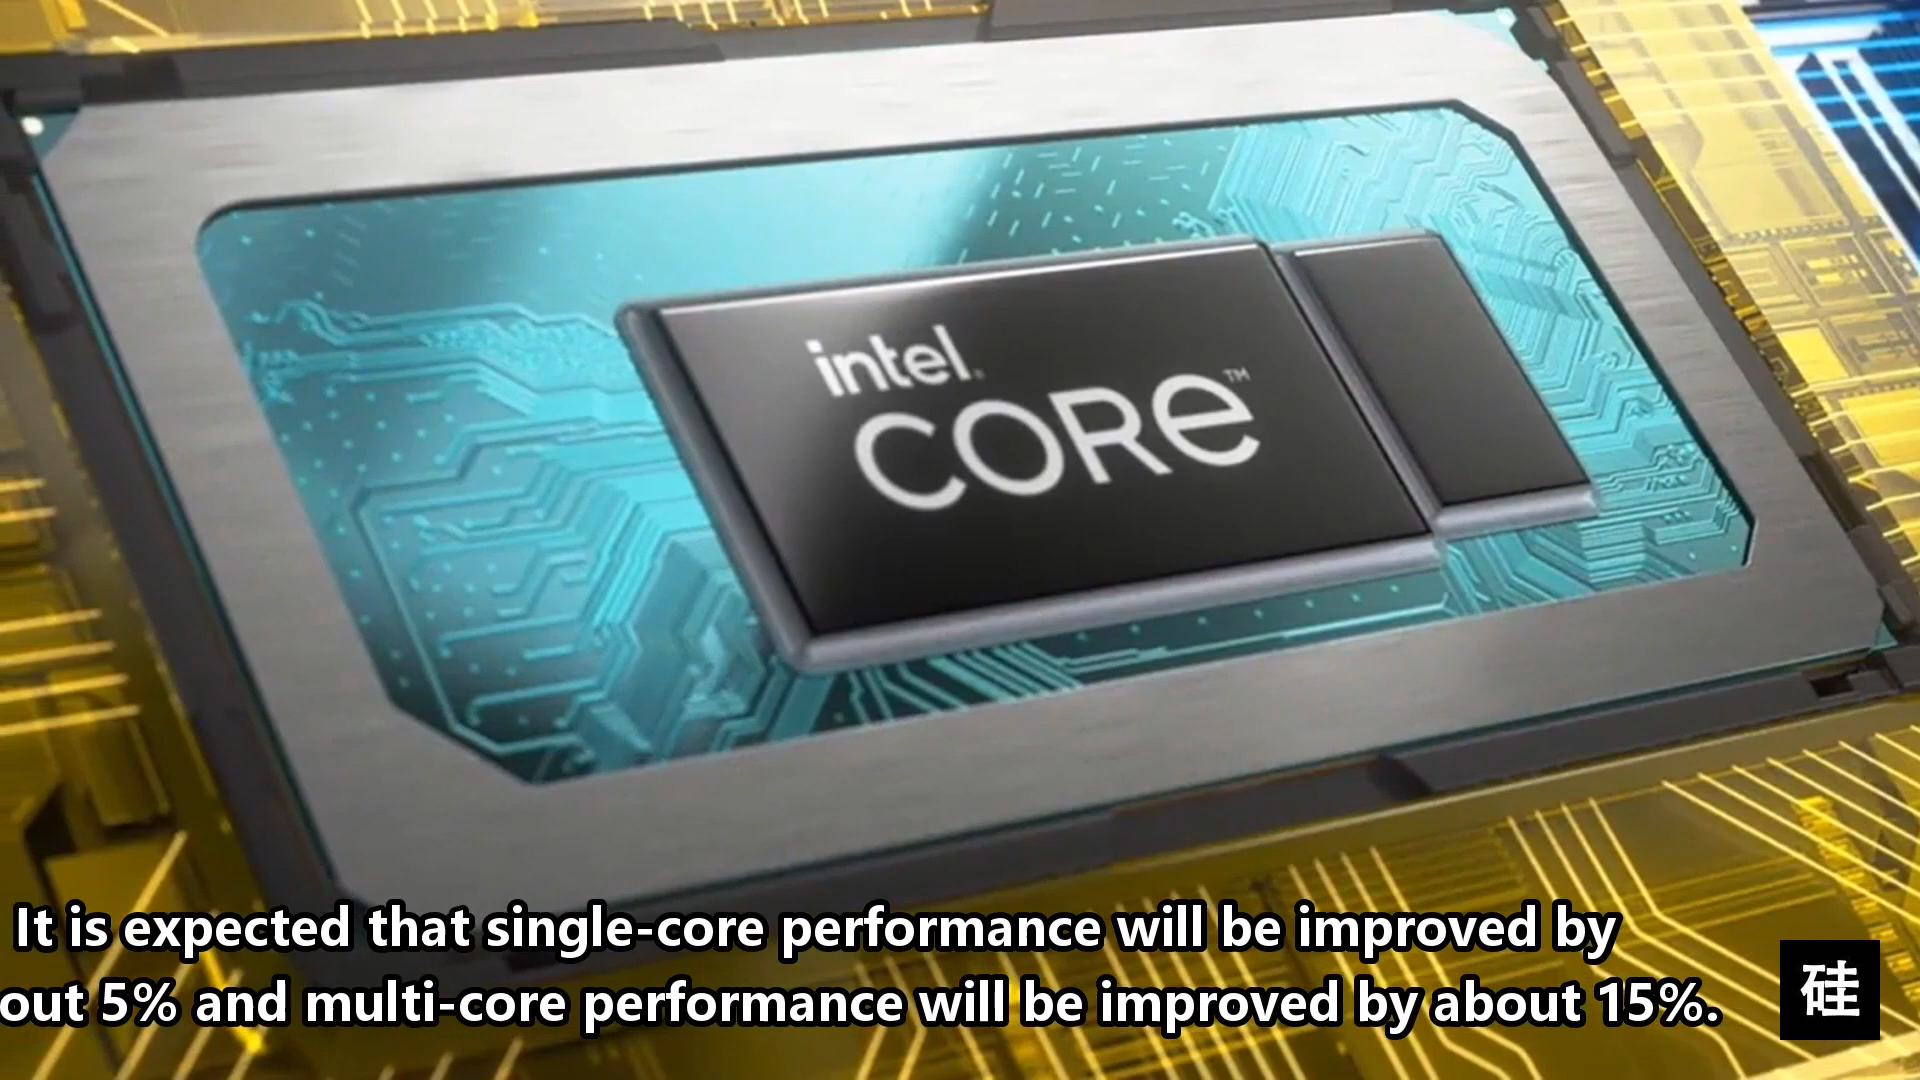 intel
CORe™
It is expected that single-core performance will be improved by
out 5% and multi-core performance will be improved by about 15%.
硅